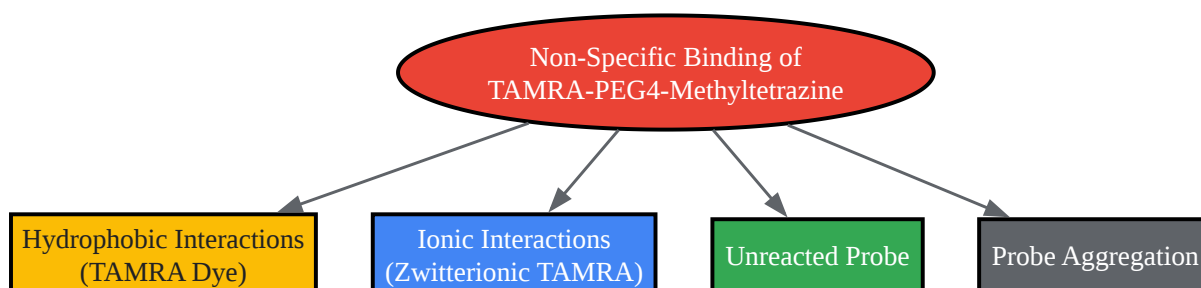 Non-Specific Binding of
TAMRA-PEG4-Methyltetrazine
Hydrophobic Interactions
(TAMRA Dye)
Ionic Interactions
(Zwitterionic TAMRA)
Unreacted Probe
Probe Aggregation